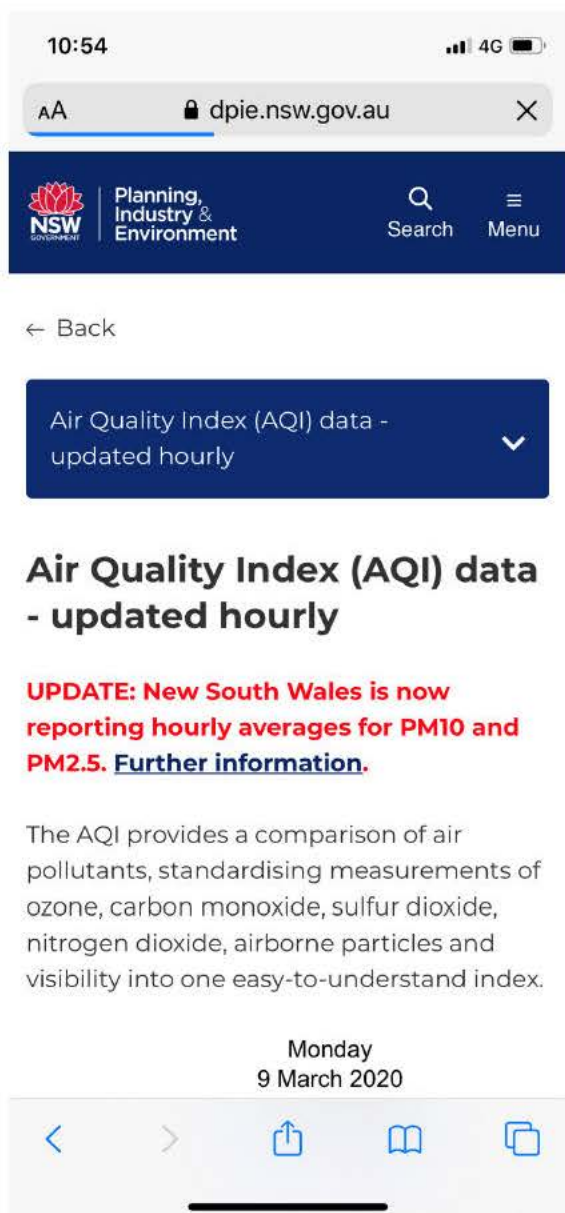 10:54
4G
AA
dpie.nsw.gov.au
NSW
GOVERNMENT
Planning,
Industry &
Environment
Search
Menu
← Back
Air Quality Index (AQI) data -
updated hourly
Air Quality Index (AQI) data
- updated hourly
UPDATE: New South Wales is now
reporting hourly averages for PM10 and
PM2.5. Further information.
The AQI provides a comparison of air
pollutants, standardising measurements of
ozone, carbon monoxide, sulfur dioxide,
nitrogen dioxide, airborne particles and
visibility into one easy-to-understand index.
Monday
9 March 2020